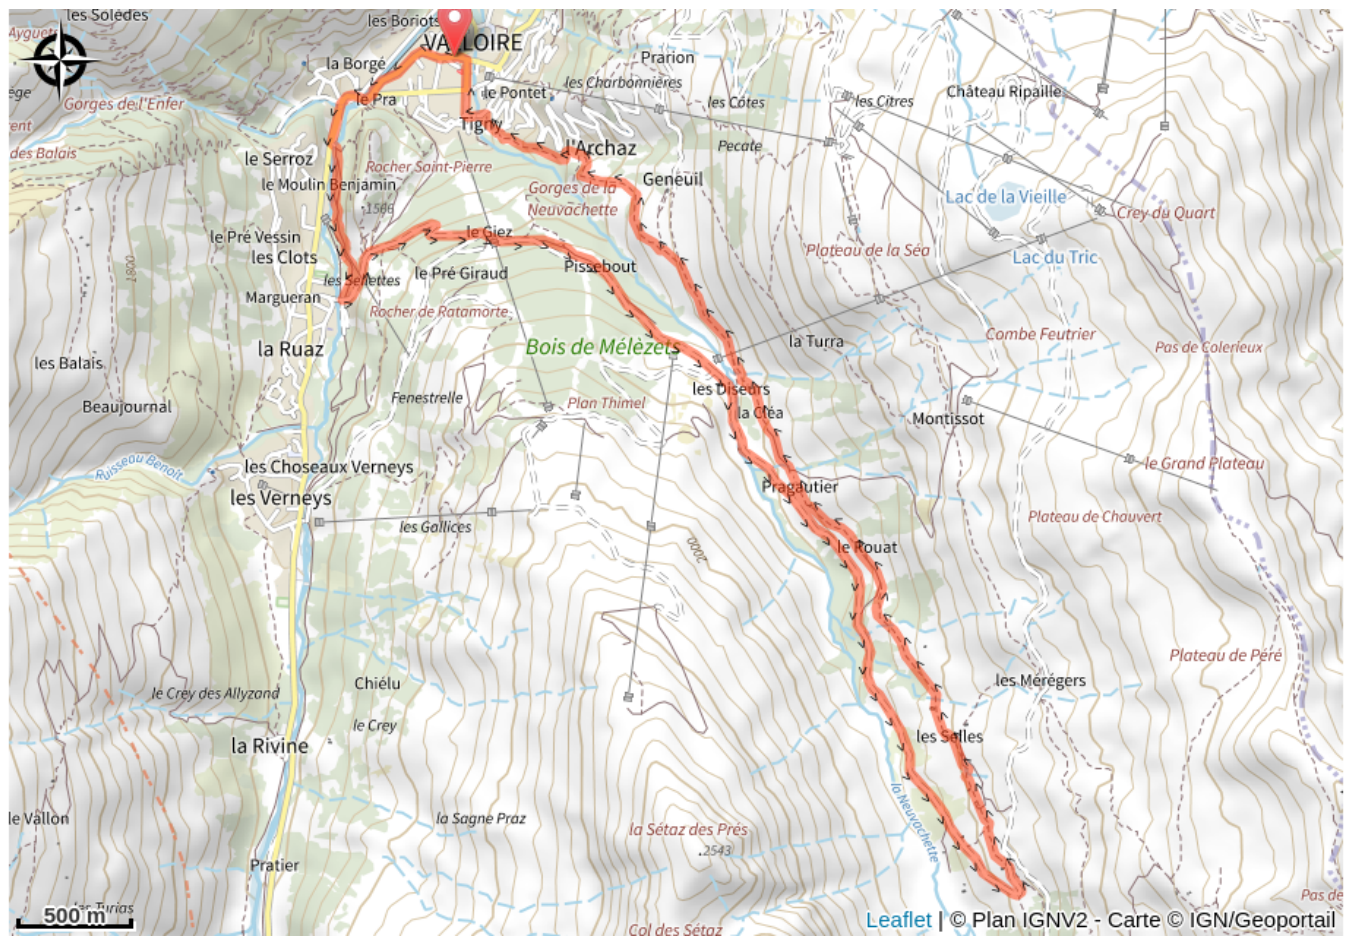 les Solèdes
les Boriots
VALLOIRE
la Borgé
Prarion
les Charbonnières
le Pontet
le Pra
les Côtes
les Citres
Château Ripaille
Gorges de l'Enfer
des Balais
Tigny
l'Archaz
Pecate
le Serroz
Rocher Saint-Pierre
le Moulin Benjamin
Geneuil
Gorges de la
Neuvachette
Lac de la Vieille
Crey du Quart
le Pré Vessin
le Giez
les Clots
Plateau de la Séa
Lac du Tric
1800
le Pré Giraud
Pissebout
les Sellettes
Margueran
Rocher de Ratamorte
Combe Feutrier
la Ruaz
Bois de Mélèzets
la Turra
Pas de Colerieux
les Balais
les Diseurs
Beaujournal
Fenestrelle
Plan Thimel
la Cléa
Montissot
Ruisseau Benoît
les Choseaux Verneys
le Grand Plateau
les Verneys
Pragautier
les Gallices
Plateau de Chauvert
2000
le Rouat
Plateau de Péré
les Mérégers
Chiélu
le Crey des Allyzand
le Crey
la Rivine
les Selles
la Neuvachette
le Vallon
la Sagne Praz
la Sétaz des Prés
.2543
Pratier
Pas de
les Turias
500 m
Col des Sétaz
Leaflet | © Plan IGNV2 - Carte © IGN/Geoportail